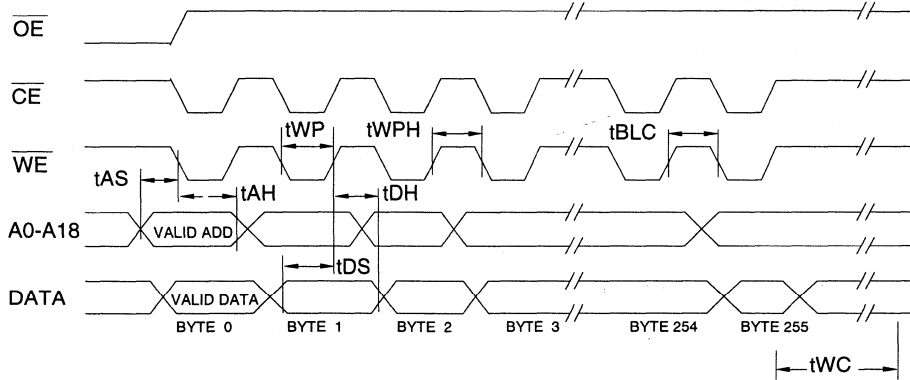 OE
CE
tWP
tWPH
tBLC
WE
tAS
tAH
tDH
A0-A18
VALID ADD
tDS
DATA
VALID DATA
BYTE 0
BYTE 1
BYTE 2
BYTE 3
BYTE 254
BYTE 255
tWC